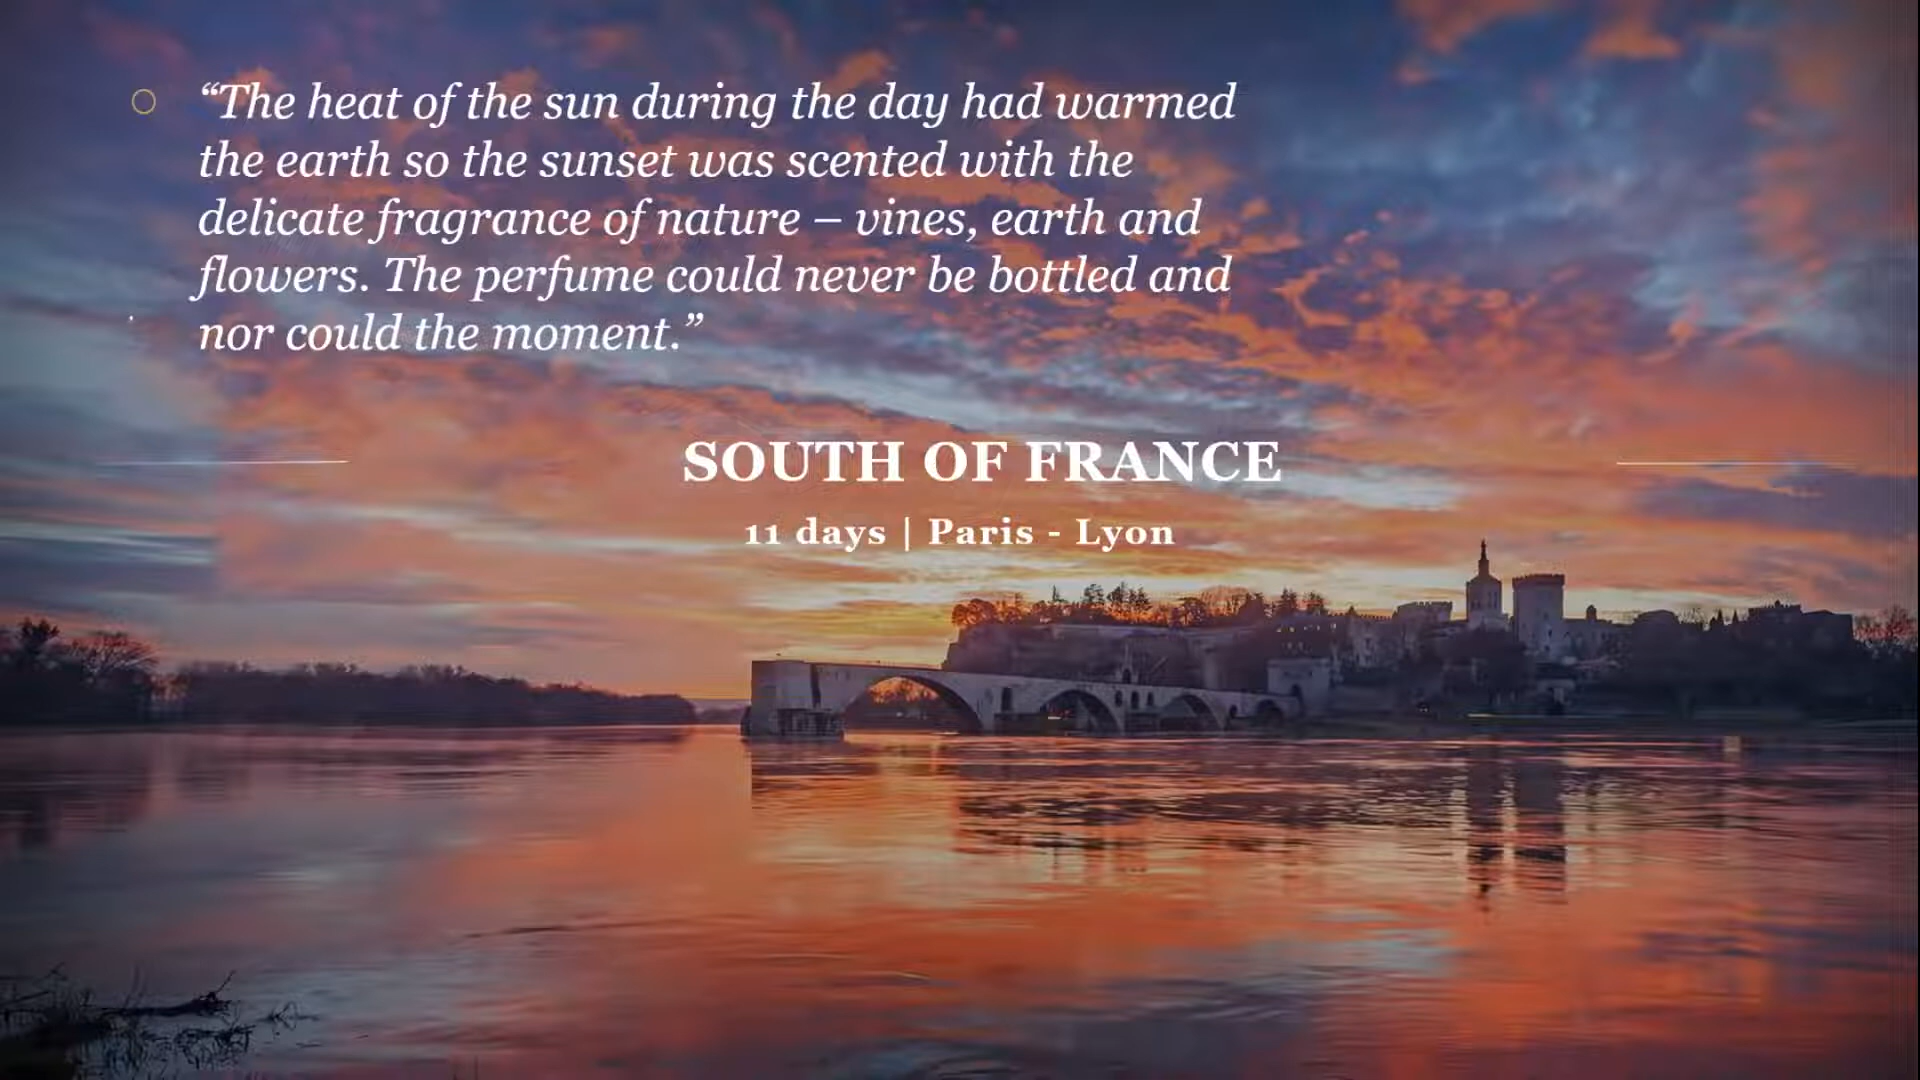 “The heat of the sun during the day had warmed
the earth so the sunset was scented with the
delicate fragrance of nature – vines, earth and
flowers. The perfume could never be bottled and
nor could the moment.”
SOUTH OF FRANCE
11 days | Paris - Lyon